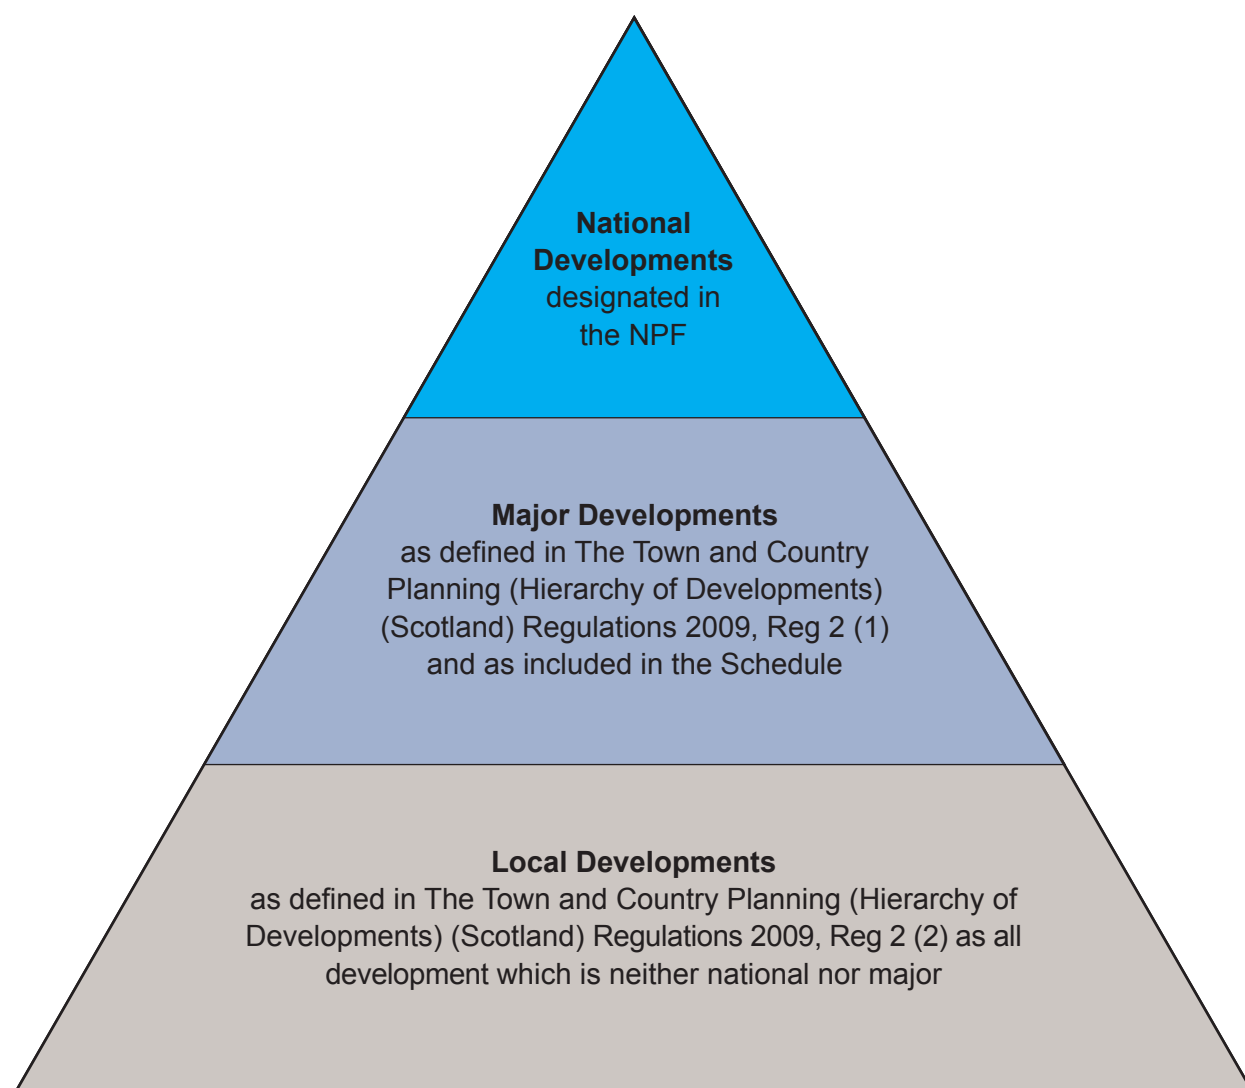 National
Developments
designated in
the NPF
Major Developments
as defined in The Town and Country
Planning (Hierarchy of Developments)
(Scotland) Regulations 2009, Reg 2 (1)
and as included in the Schedule
Local Developments
as defined in The Town and Country Planning (Hierarchy of
Developments) (Scotland) Regulations 2009, Reg 2 (2) as all
development which is neither national nor major